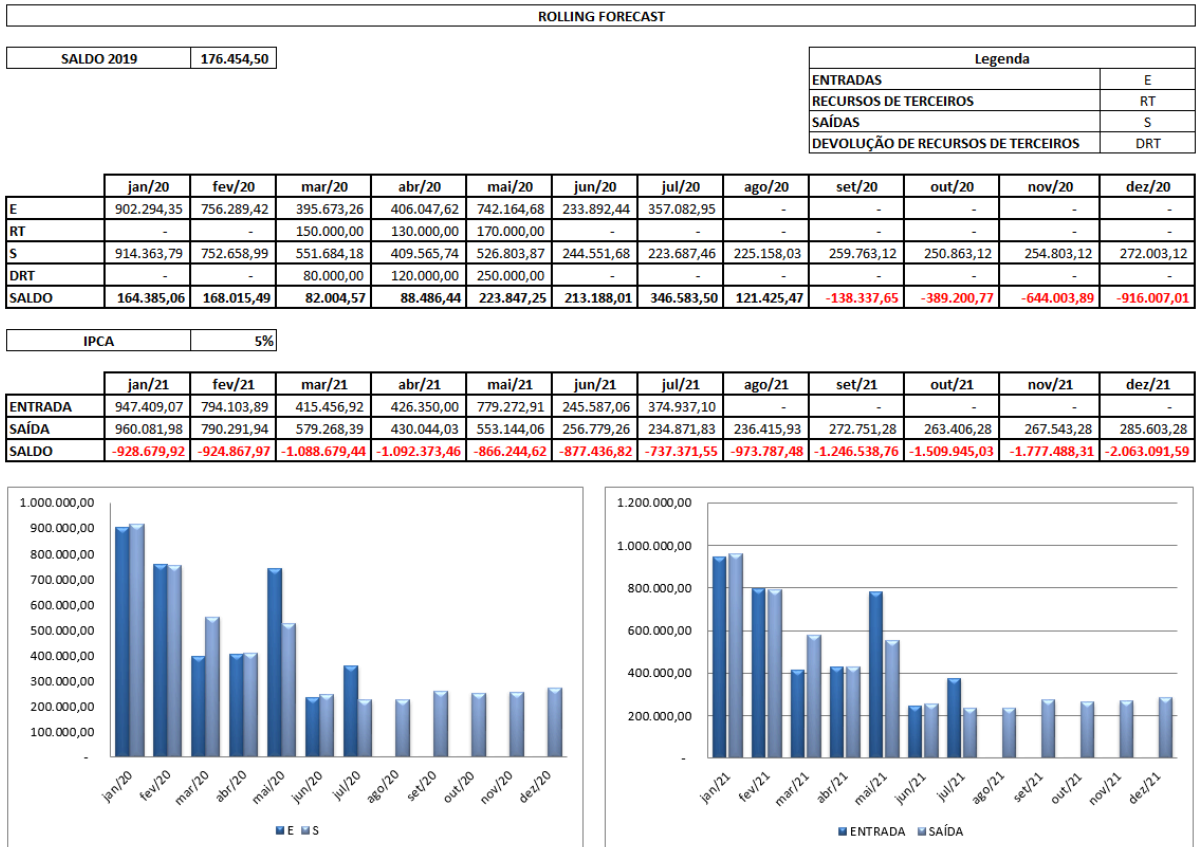 ROLLING FORECAST
SALDO 2019 176.454,50
Legenda
ENTRADAS E
RECURSOS DE TERCEIROS RT
SAÍDAS S
DEVOLUÇÃO DE RECURSOS DE TERCEIROS DRT
jan/20 fev/20 mar/20 abr/20 mai/20 jun/20 jul/20 ago/20 set/20 out/20 nov/20 dez/20
E 902.294,35 756.289,42 395.673,26 406.047,62 742.164,68 233.892,44 357.082,95 - - - - -
RT - - 150.000,00 130.000,00 170.000,00 - - - - - - -
S 914.363,79 752.658,99 551.684,18 409.565,74 526.803,87 244.551,68 223.687,46 225.158,03 259.763,12 250.863,12 254.803,12 272.003,12
DRT - - 80.000,00 120.000,00 250.000,00 - - - - - - -
SALDO 164.385,06 168.015,49 82.004,57 88.486,44 223.847,25 213.188,01 346.583,50 121.425,47 -138.337,65 -389.200,77 -644.003,89 -916.007,01
IPCA 5%
jan/21 fev/21 mar/21 abr/21 mai/21 jun/21 jul/21 ago/21 set/21 out/21 nov/21 dez/21
ENTRADA 947.409,07 794.103,89 415.456,92 426.350,00 779.272,91 245.587,06 374.937,10 - - - - -
SAÍDA 960.081,98 790.291,94 579.268,39 430.044,03 553.144,06 256.779,26 234.871,83 236.415,93 272.751,28 263.406,28 267.543,28 285.603,28
SALDO -928.679,92 -924.867,97 -1.088.679,44 -1.092.373,46 -866.244,62 -877.436,82 -737.371,55 -973.787,48 -1.246.538,76 -1.509.945,03 -1.777.488,31 -2.063.091,59
1.000.000,00
900.000,00
800.000,00
700.000,00
600.000,00
500.000,00
400.000,00
300.000,00
200.000,00
100.000,00
-
jan/20 fev/20 mar/20 abr/20 mai/20 jun/20 jul/20 ago/20 set/20 out/20 nov/20 dez/20
E S
1.200.000,00
1.000.000,00
800.000,00
600.000,00
400.000,00
200.000,00
-
jan/21 fev/21 mar/21 abr/21 mai/21 jun/21 jul/21 ago/21 set/21 out/21 nov/21 dez/21
ENTRADA SAÍDA